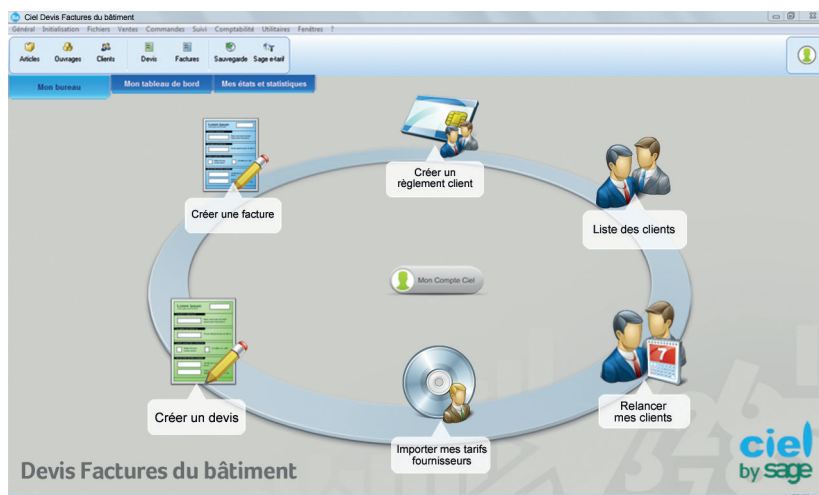 Ciel Devis Factures du bâtiment
Général Initialisation Fichiers Ventes Commandes Suivi Comptabilité Utilitaires Fenêtres ?
Articles Ouvrages Clients Devis Factures Sauvegarde Sage e-tarif
Mon bureau Mon tableau de bord Mes états et statistiques
Créer un
règlement client
Créer une facture
Liste des clients
Mon Compte Ciel
7
Créer un devis
Relancer
mes clients
Importer mes tarifs
fournisseurs
Devis Factures du bâtiment
ciel
by sage